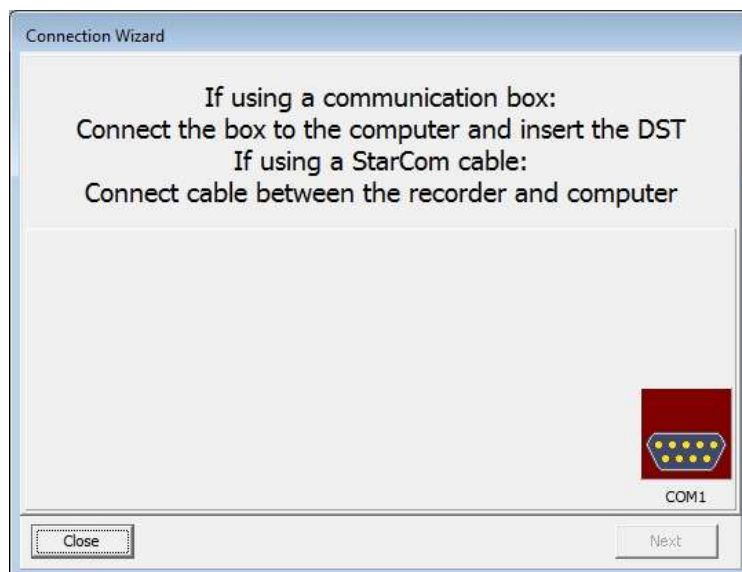 Connection Wizard
If using a communication box:
Connect the box to the computer and insert the DST
If using a StarCom cable:
Connect cable between the recorder and computer
COM1
Close
Next